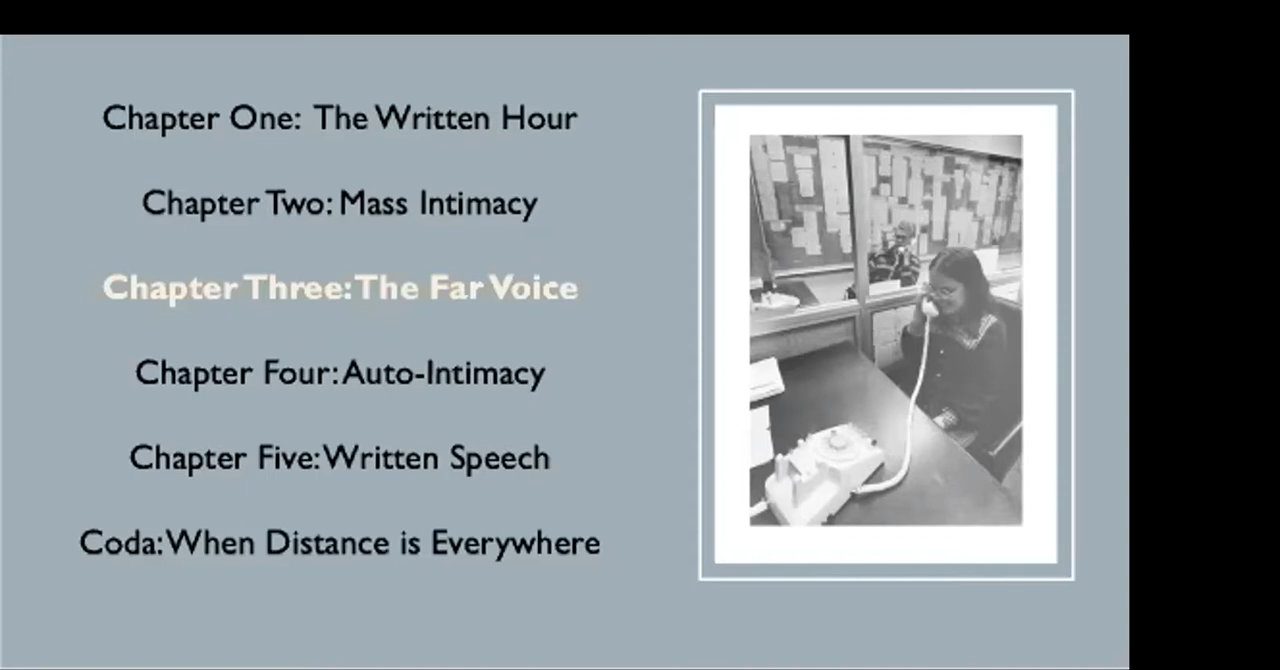 Chapter One: The Written Hour
Chapter Two: Mass Intimacy
Chapter Three: The Far Voice
Chapter Four: Auto-Intimacy
Chapter Five: Written Speech
Coda: When Distance is Everywhere